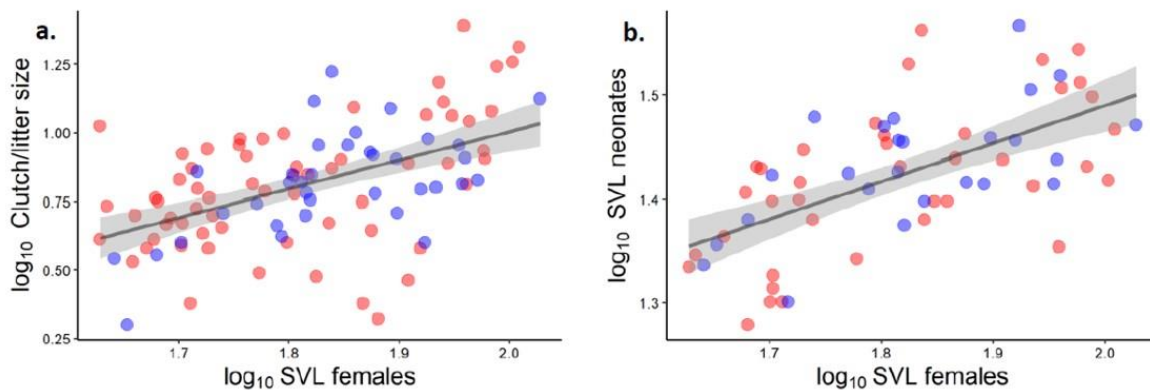 a.
log₁₀ Clutch/litter size
1.25
1.00
0.75
0.50
0.25
1.7 1.8 1.9 2.0
log₁₀ SVL females
b.
log₁₀ SVL neonates
1.5
1.4
1.3
1.7 1.8 1.9 2.0
log₁₀ SVL females